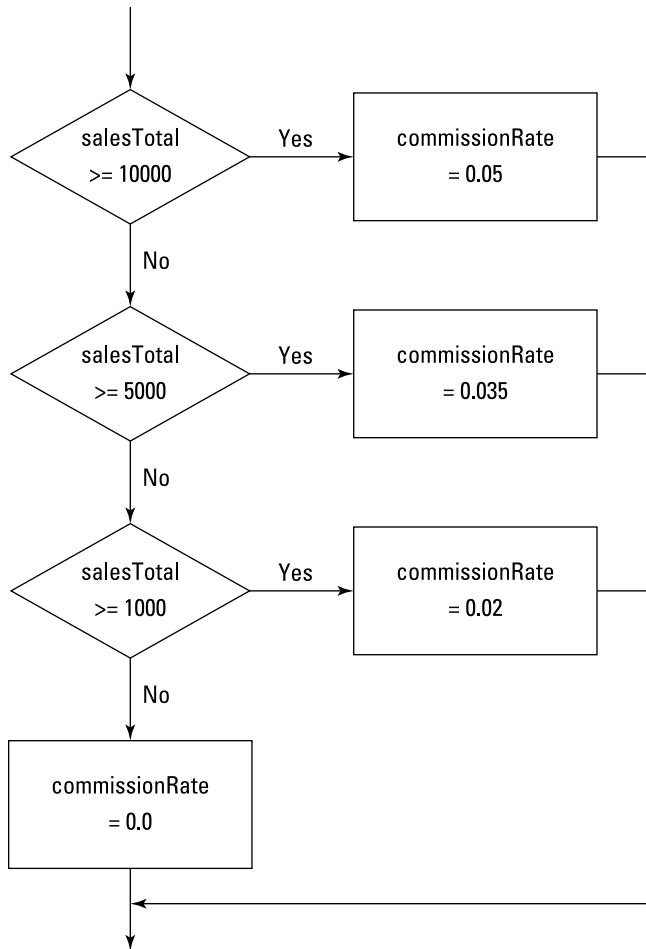 salesTotal
>= 10000
Yes
commissionRate
= 0.05
No
salesTotal
>= 5000
Yes
commissionRate
= 0.035
No
salesTotal
>= 1000
Yes
commissionRate
= 0.02
No
commissionRate
= 0.0